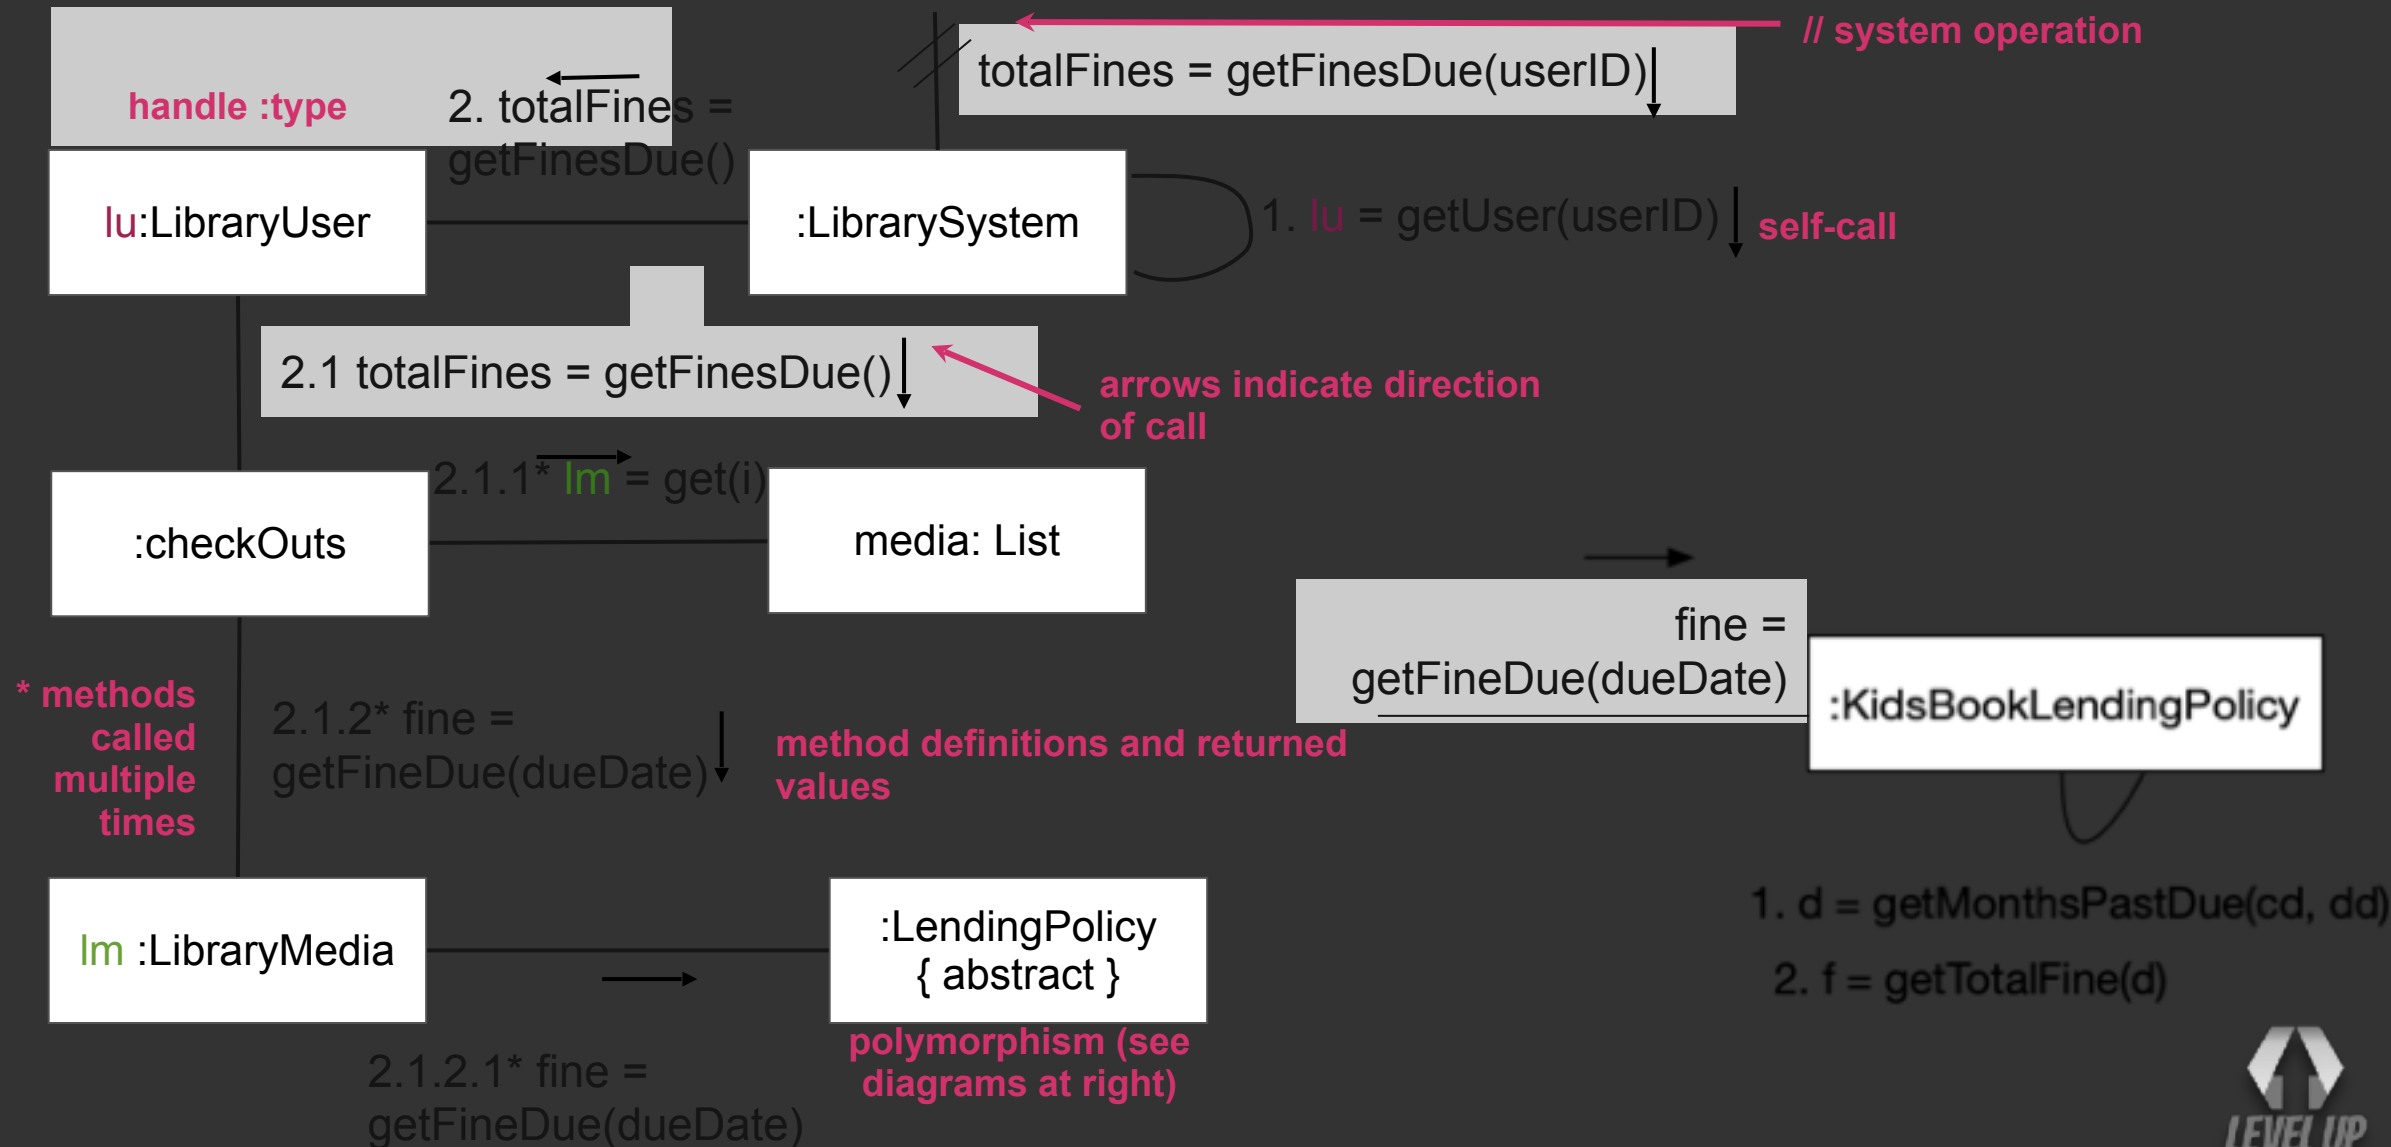 // system operation
totalFines = getFinesDue(userID)
handle :type
2. totalFines =
getFinesDue()
lu:LibraryUser
:LibrarySystem
1. lu = getUser(userID)
self-call
2.1 totalFines = getFinesDue()
arrows indicate direction
of call
2.1.1* lm = get(i)
:checkOuts
media: List
fine =
getFineDue(dueDate)
:KidsBookLendingPolicy
* methods
called
multiple
times
2.1.2* fine =
getFineDue(dueDate)
method definitions and returned
values
lm :LibraryMedia
:LendingPolicy
{ abstract }
1. d = getMonthsPastDue(cd, dd)
2. f = getTotalFine(d)
polymorphism (see
diagrams at right)
2.1.2.1* fine =
getFineDue(dueDate)
LEVEL UP